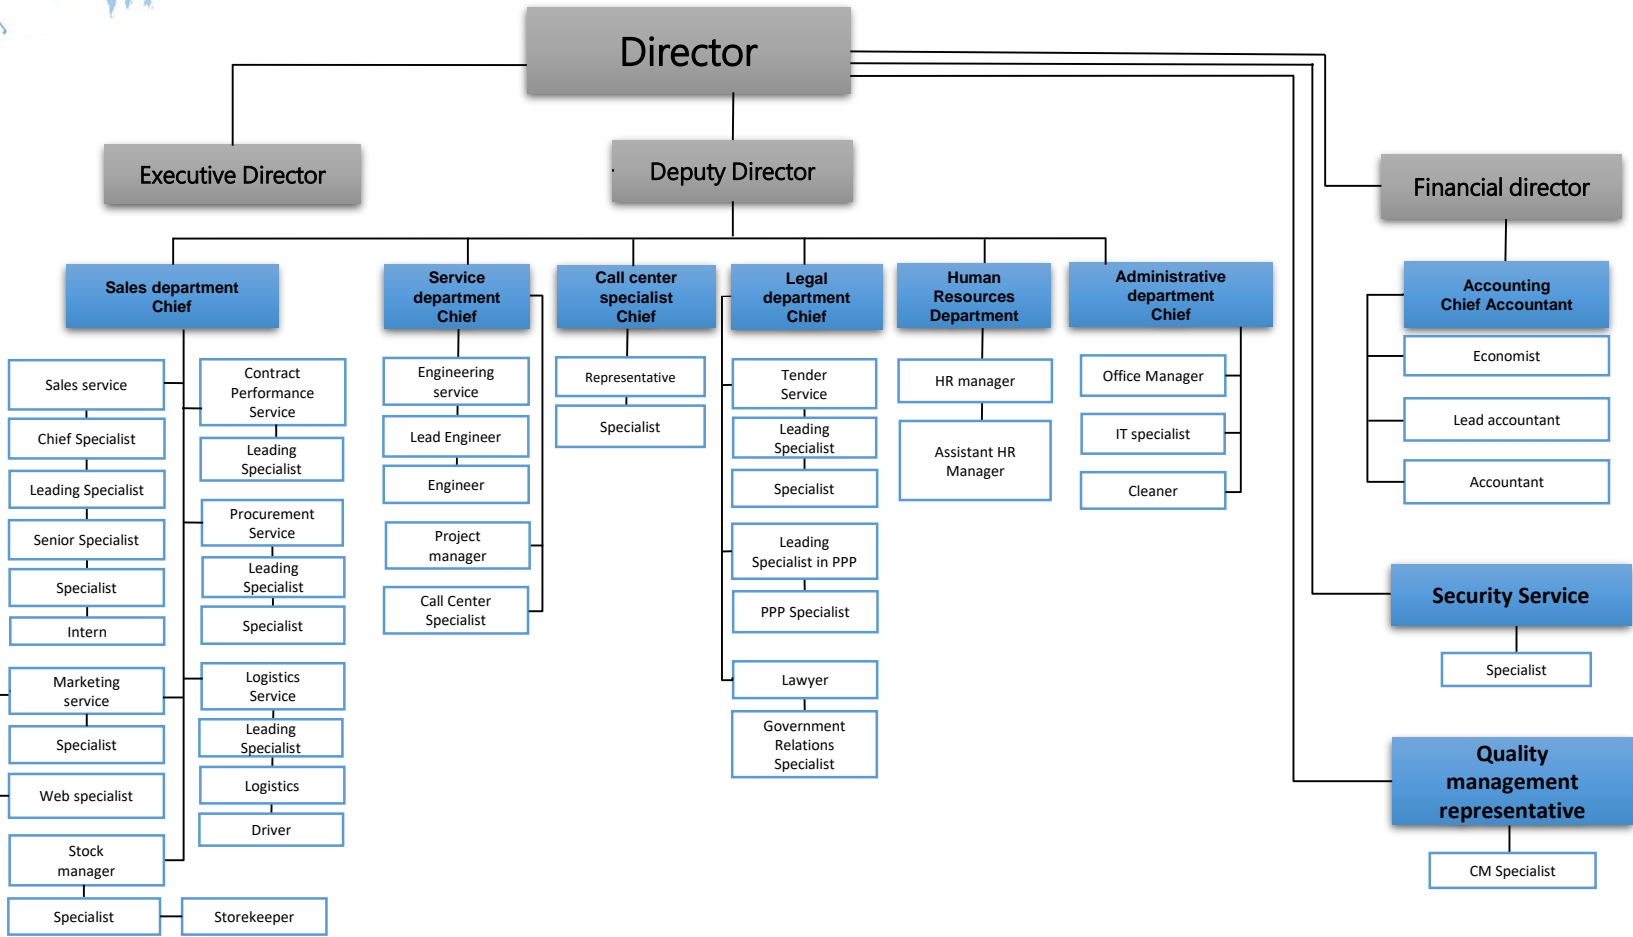 Director
Executive Director
Deputy Director
Financial director
Sales department
Chief
Service
department
Chief
Call center
specialist
Chief
Legal
department
Chief
Human
Resources
Department
Administrative
department
Chief
Accounting
Chief Accountant
Sales service
Chief Specialist
Leading Specialist
Senior Specialist
Specialist
Intern
Marketing
service
Specialist
Web specialist
Stock
manager
Specialist
Storekeeper
Contract
Performance
Service
Leading
Specialist
Procurement
Service
Leading
Specialist
Specialist
Logistics
Service
Leading
Specialist
Logistics
Driver
Engineering
service
Lead Engineer
Engineer
Project
manager
Call Center
Specialist
Representative
Specialist
Tender
Service
Leading
Specialist
Specialist
Leading
Specialist in PPP
PPP Specialist
Lawyer
Government
Relations
Specialist
HR manager
Assistant HR
Manager
Office Manager
IT specialist
Cleaner
Economist
Lead accountant
Accountant
Security Service
Specialist
Quality
management
representative
CM Specialist